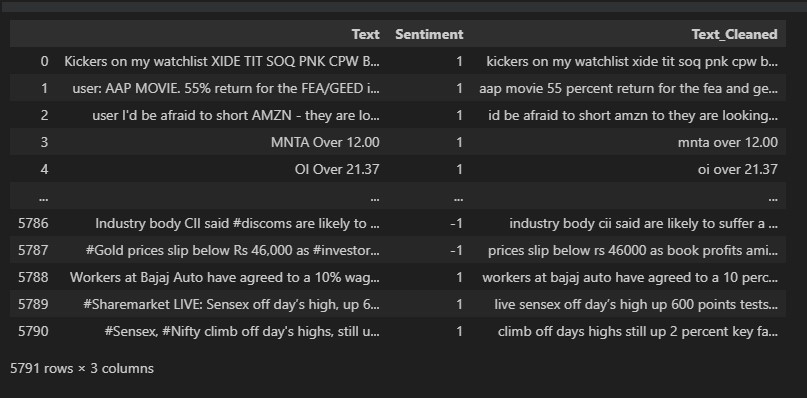 Text Sentiment Text_Cleaned
0 Kickers on my watchlist XIDE TIT SOQ PNK CPW B... 1 kickers on my watchlist xide tit soq pnk cpw b...
1 user: AAP MOVIE. 55% return for the FEA/GEED i... 1 aap movie 55 percent return for the fea and ge...
2 user I'd be afraid to short AMZN - they are lo... 1 id be afraid to short amzn to they are looking...
3 MNTA Over 12.00 1 mnta over 12.00
4 OI Over 21.37 1 oi over 21.37
... ... ... ...
5786 Industry body CII said #discoms are likely to ... -1 industry body cii said are likely to suffer a ...
5787 #Gold prices slip below Rs 46,000 as #investor... -1 prices slip below rs 46000 as book profits ami...
5788 Workers at Bajaj Auto have agreed to a 10% wag... 1 workers at bajaj auto have agreed to a 10 perc...
5789 #Sharemarket LIVE: Sensex off day's high, up 6... 1 live sensex off day's high up 600 points tests...
5790 #Sensex, #Nifty climb off day's highs, still u... 1 climb off days highs still up 2 percent key fa...
5791 rows × 3 columns